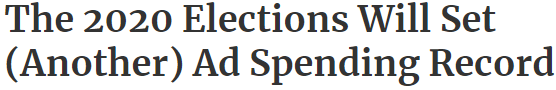 The 2020 Elections Will Set
(Another) Ad Spending Record